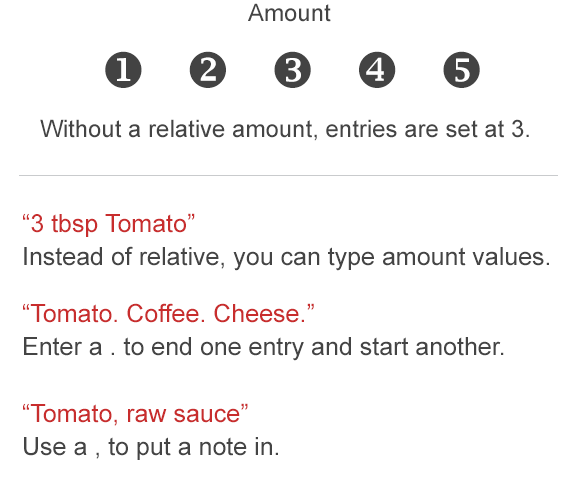 Amount
❶ ❷ ❸ ❹ ❺
Without a relative amount, entries are set at 3.
“3 tbsp Tomato”
Instead of relative, you can type amount values.
“Tomato. Coffee. Cheese.”
Enter a . to end one entry and start another.
“Tomato, raw sauce”
Use a , to put a note in.